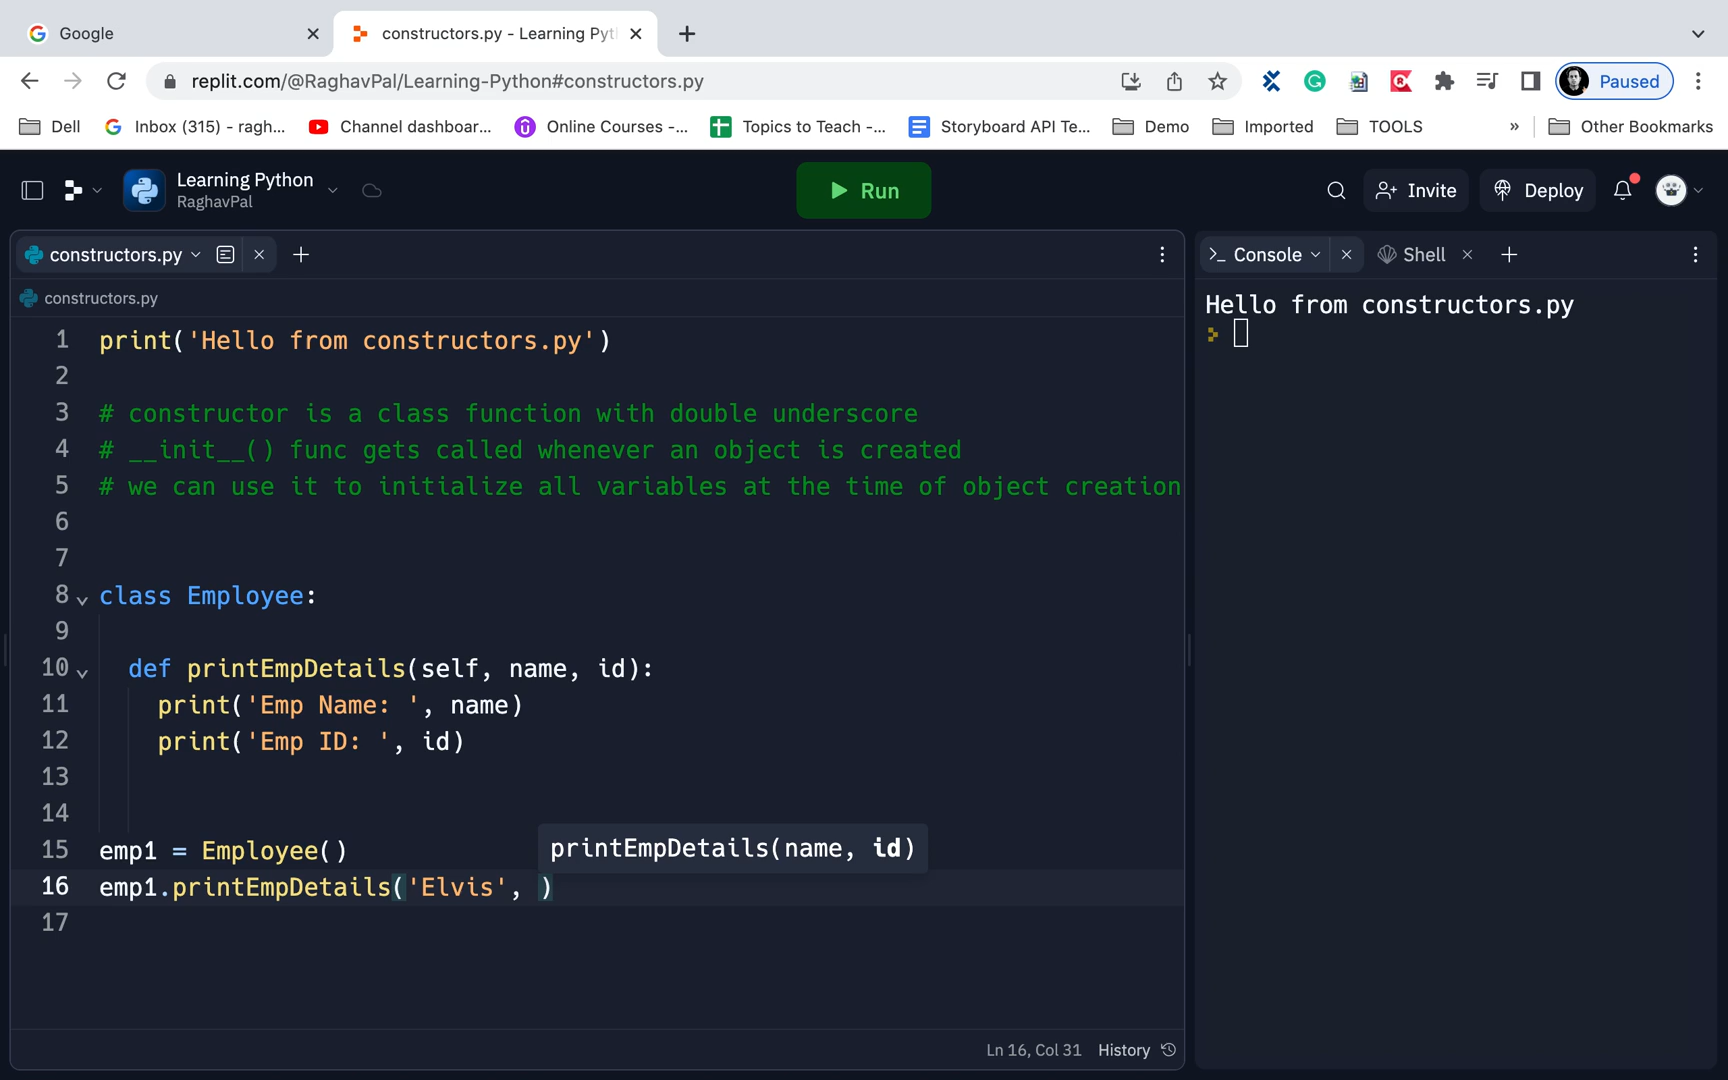 Google
constructors.py - Learning Pyt
replit.com/@RaghavPal/Learning-Python#constructors.py
Paused
Dell
Inbox (315) - ragh...
Channel dashboar...
Online Courses -...
Topics to Teach -...
Storyboard API Te...
Demo
Imported
TOOLS
»
Other Bookmarks
Learning Python
RaghavPal
Run
Invite
Deploy
constructors.py
Console
Shell
constructors.py
1 print('Hello from constructors.py')
2
3 # constructor is a class function with double underscore
4 # __init__() func gets called whenever an object is created
5 # we can use it to initialize all variables at the time of object creation
6
7
8 class Employee:
9
10 def printEmpDetails(self, name, id):
11 print('Emp Name: ', name)
12 print('Emp ID: ', id)
13
14
15 emp1 = Employee()
printEmpDetails(name, id)
16 emp1.printEmpDetails('Elvis', )
17
Ln 16, Col 31 History
Hello from constructors.py